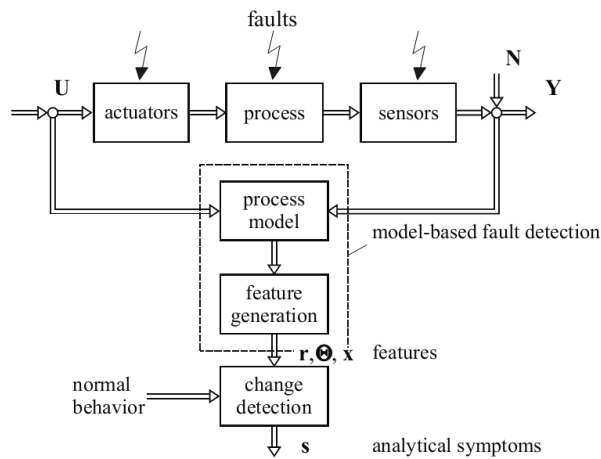 faults
N
U
Y
actuators
process
sensors
process
model
model-based fault detection
feature
generation
r,Θ, x features
normal
behavior
change
detection
s analytical symptoms